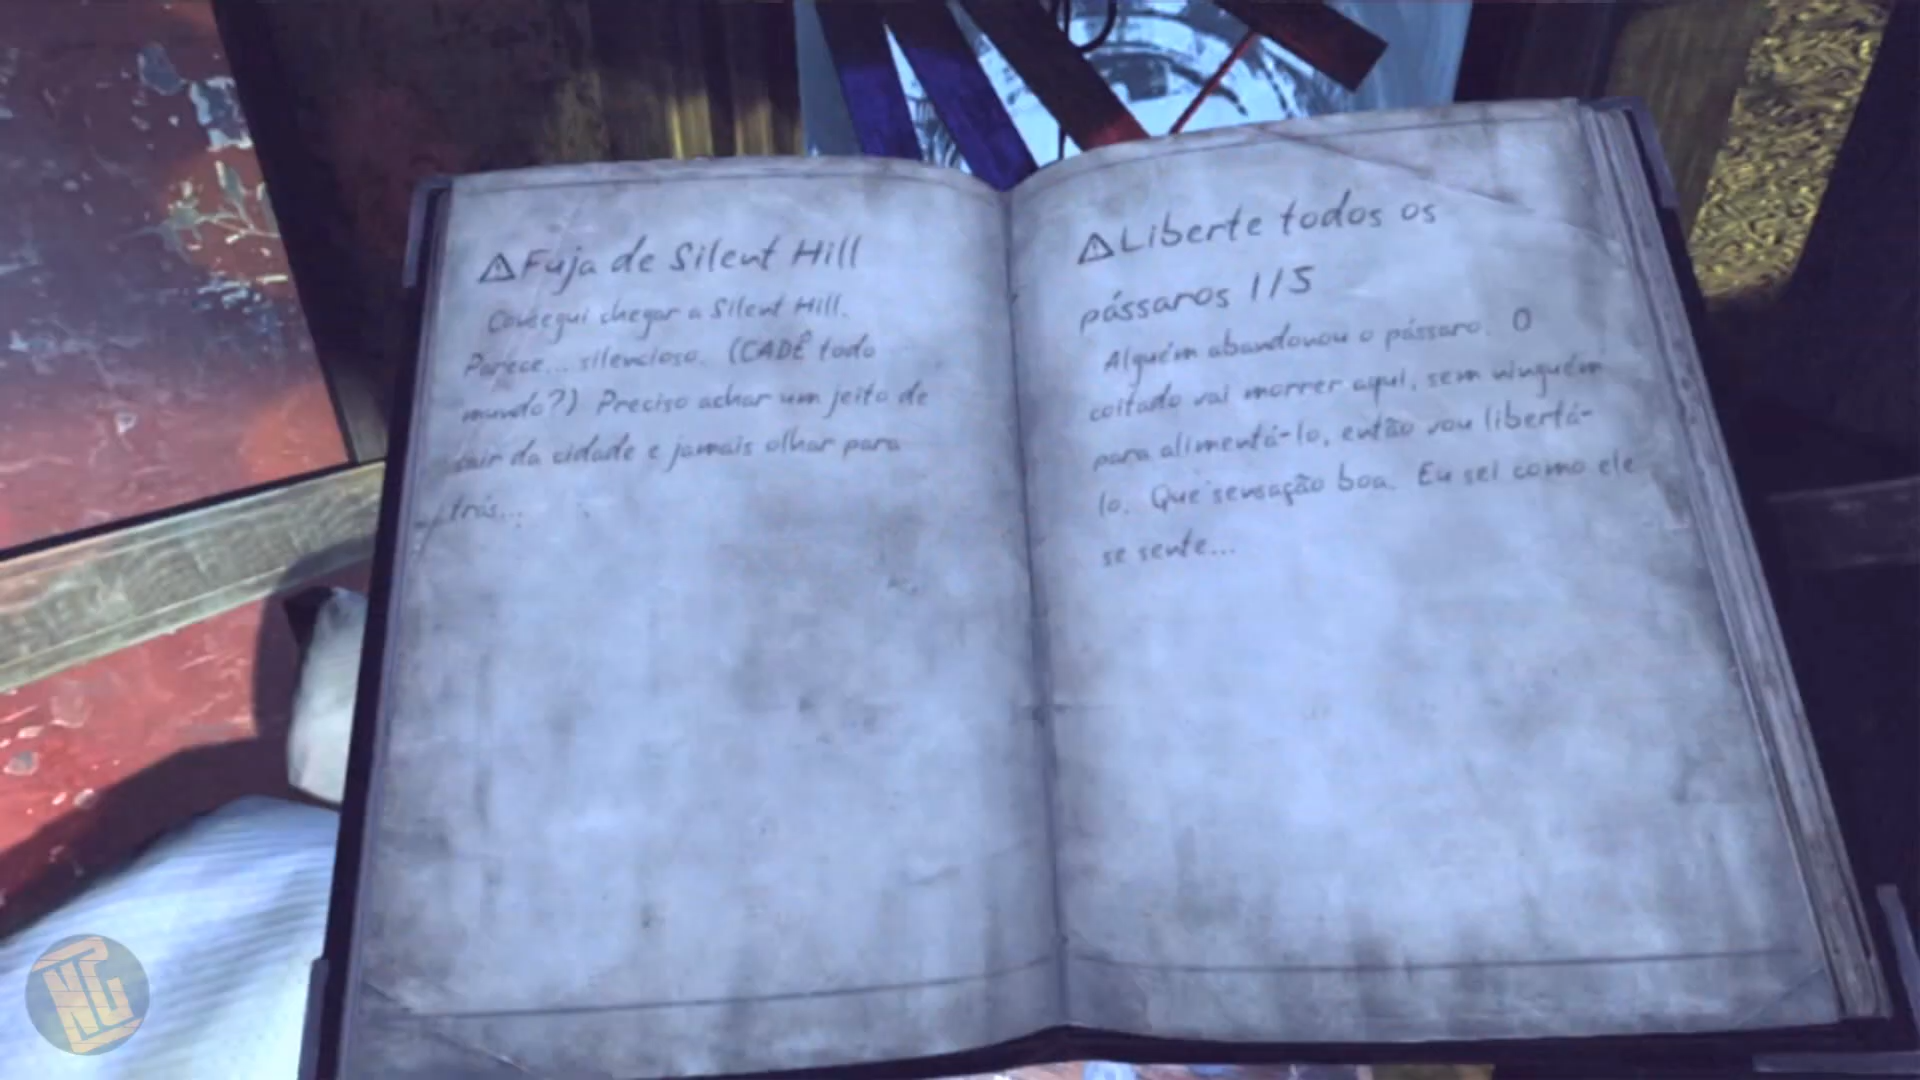 ⚠Fuja de Silent Hill
Consegui chegar a Silent Hill.
Parece... silencioso. (CADÊ todo
mundo?) Preciso achar um jeito de
sair da cidade e jamais olhar para
trás...
⚠Liberte todos os
pássaros 1/5
Alguém abandonou o pássaro. O
coitado vai morrer aqui, sem ninguém
para alimentá-lo, então vou libertá-
lo. Que sensação boa. Eu sei como ele
se sente...